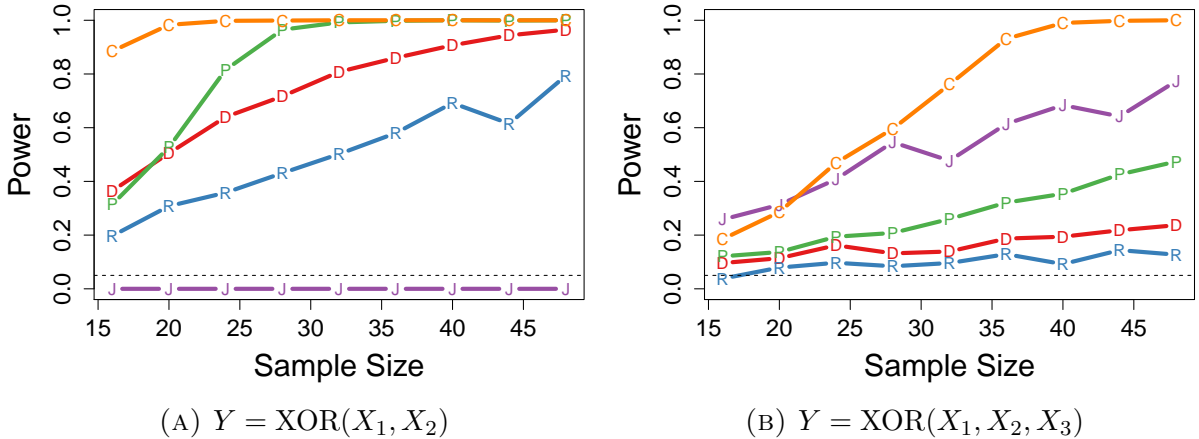 Power
1.0
0.8
0.6
0.4
0.2
0.0
C C C C C C C C C
P P P P P P P P P
D D D D D D D D D
R R R R R R R R R
J J J J J J J J J
15 20 25 30 35 40 45
Sample Size
(A) Y = XOR(X₁, X₂)
Power
1.0
0.8
0.6
0.4
0.2
0.0
C C C C C C C C C
J J J J J J J J J
P P P P P P P P P
D D D D D D D D D
R R R R R R R R R
15 20 25 30 35 40 45
Sample Size
(B) Y = XOR(X₁, X₂, X₃)